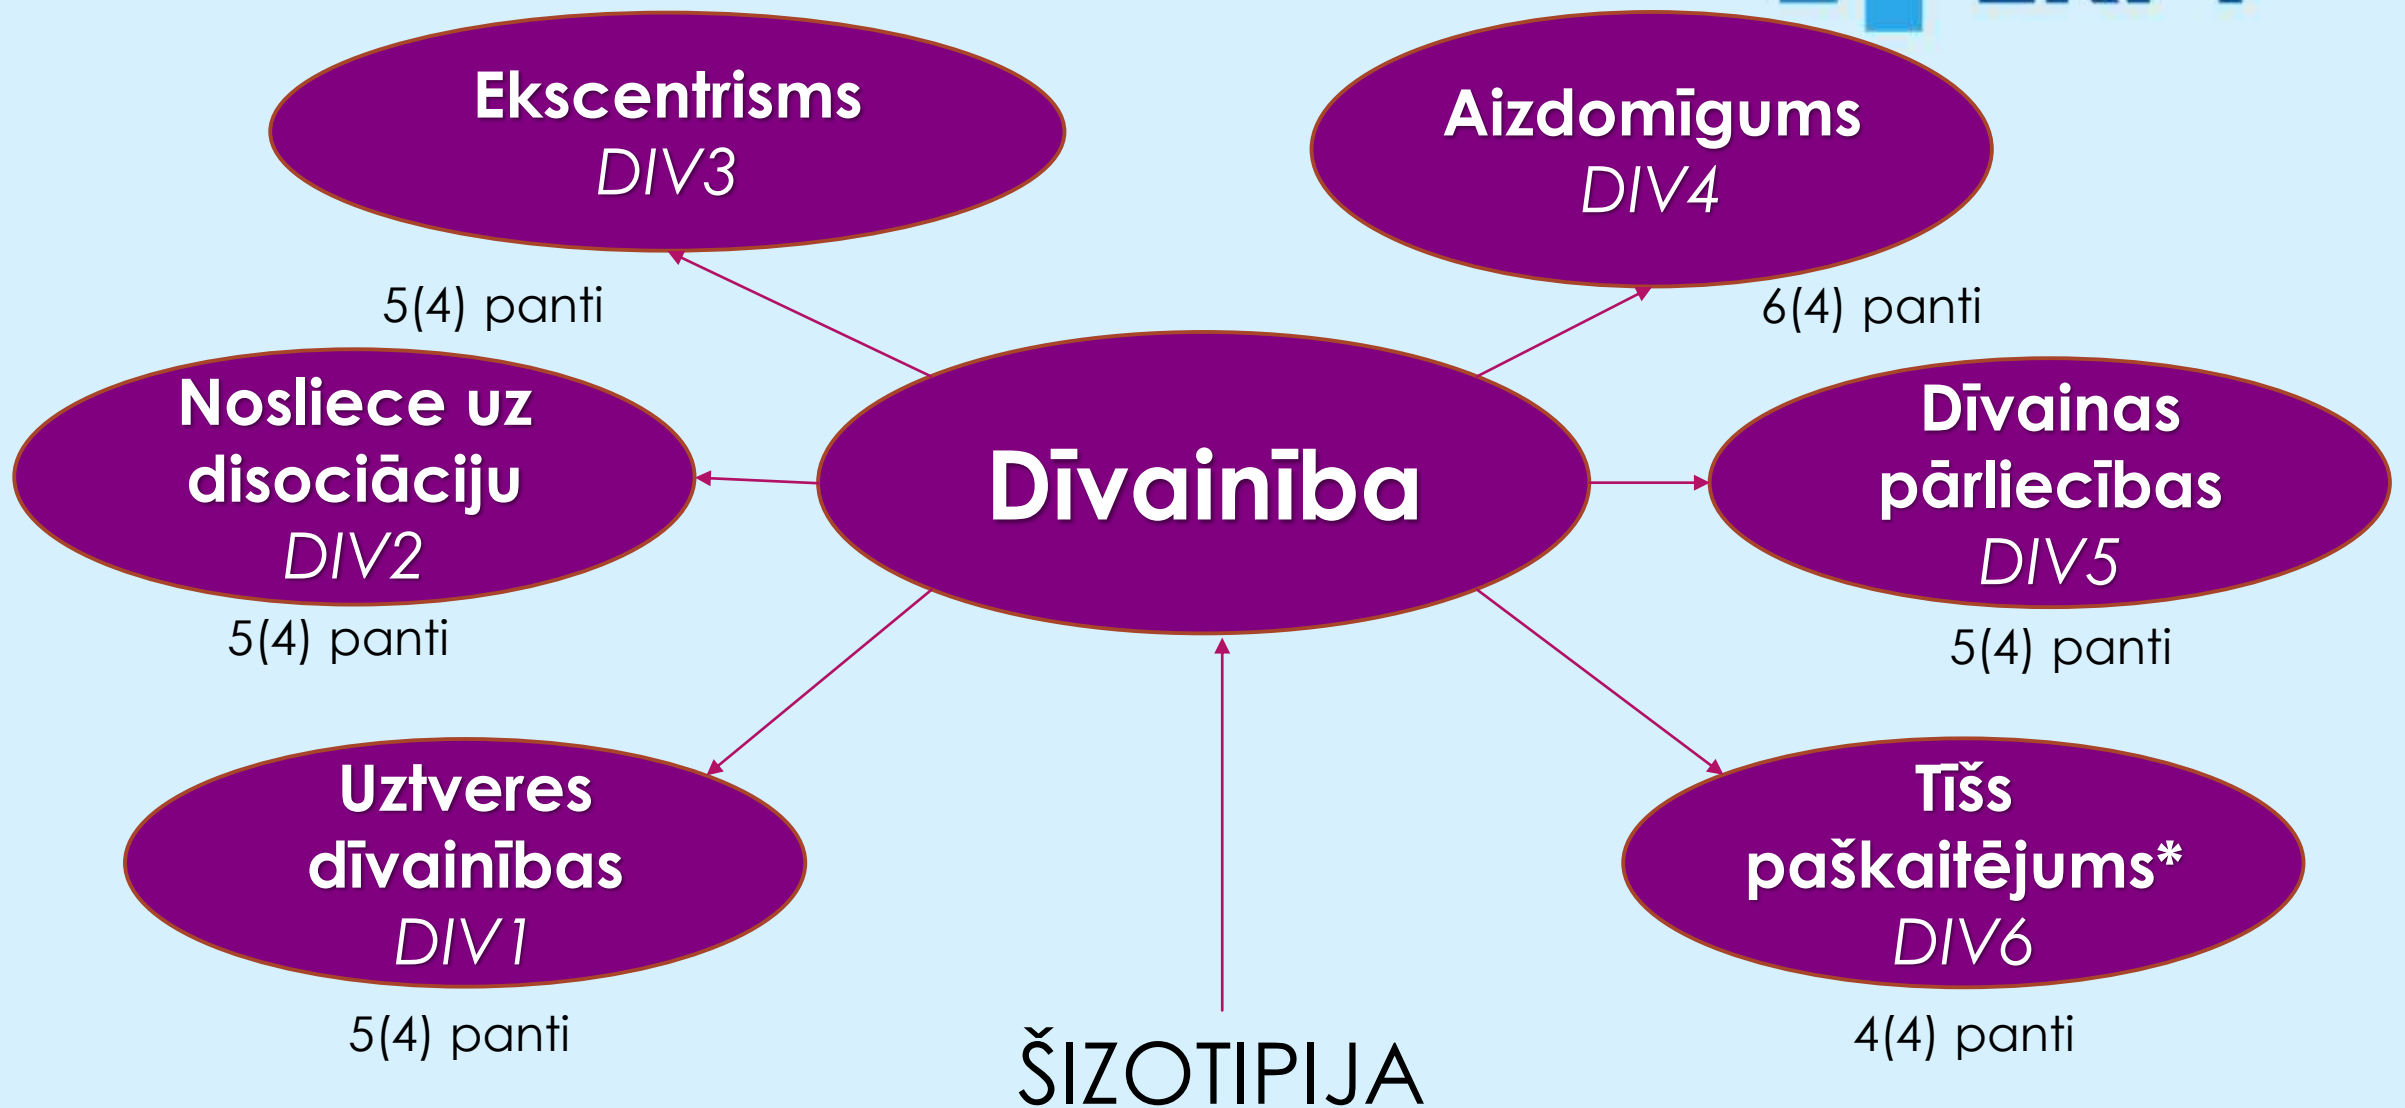 Ekscentrisms
DIV3
5(4) panti
Aizdomīgums
DIV4
6(4) panti
Nosliece uz
disociāciju
DIV2
5(4) panti
Dīvainība
Dīvainas
pārliecības
DIV5
5(4) panti
Uztveres
dīvainības
DIV1
5(4) panti
Tīšs
paškaitējums*
DIV6
4(4) panti
ŠIZOTIPIJA